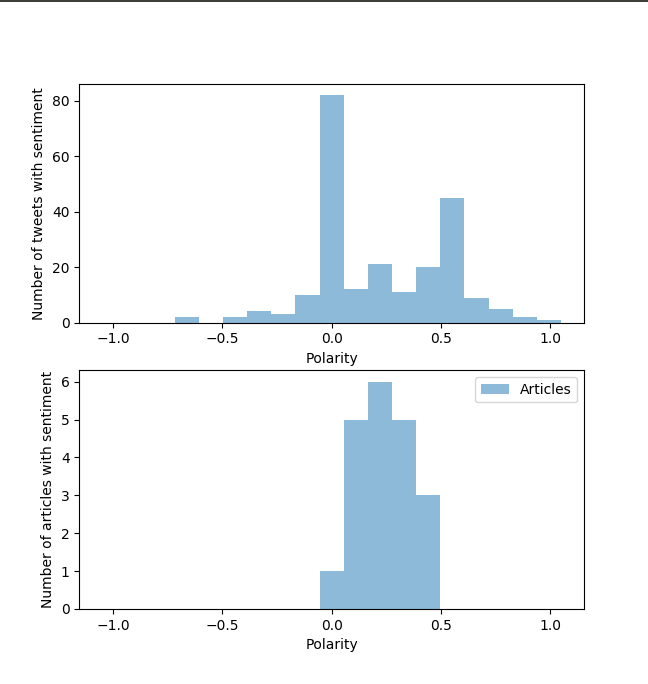 Number of tweets with sentiment
80
60
40
20
0
−1.0 −0.5 0.0 0.5 1.0
Polarity
Number of articles with sentiment
6
5
4
3
2
1
0
Articles
−1.0 −0.5 0.0 0.5 1.0
Polarity